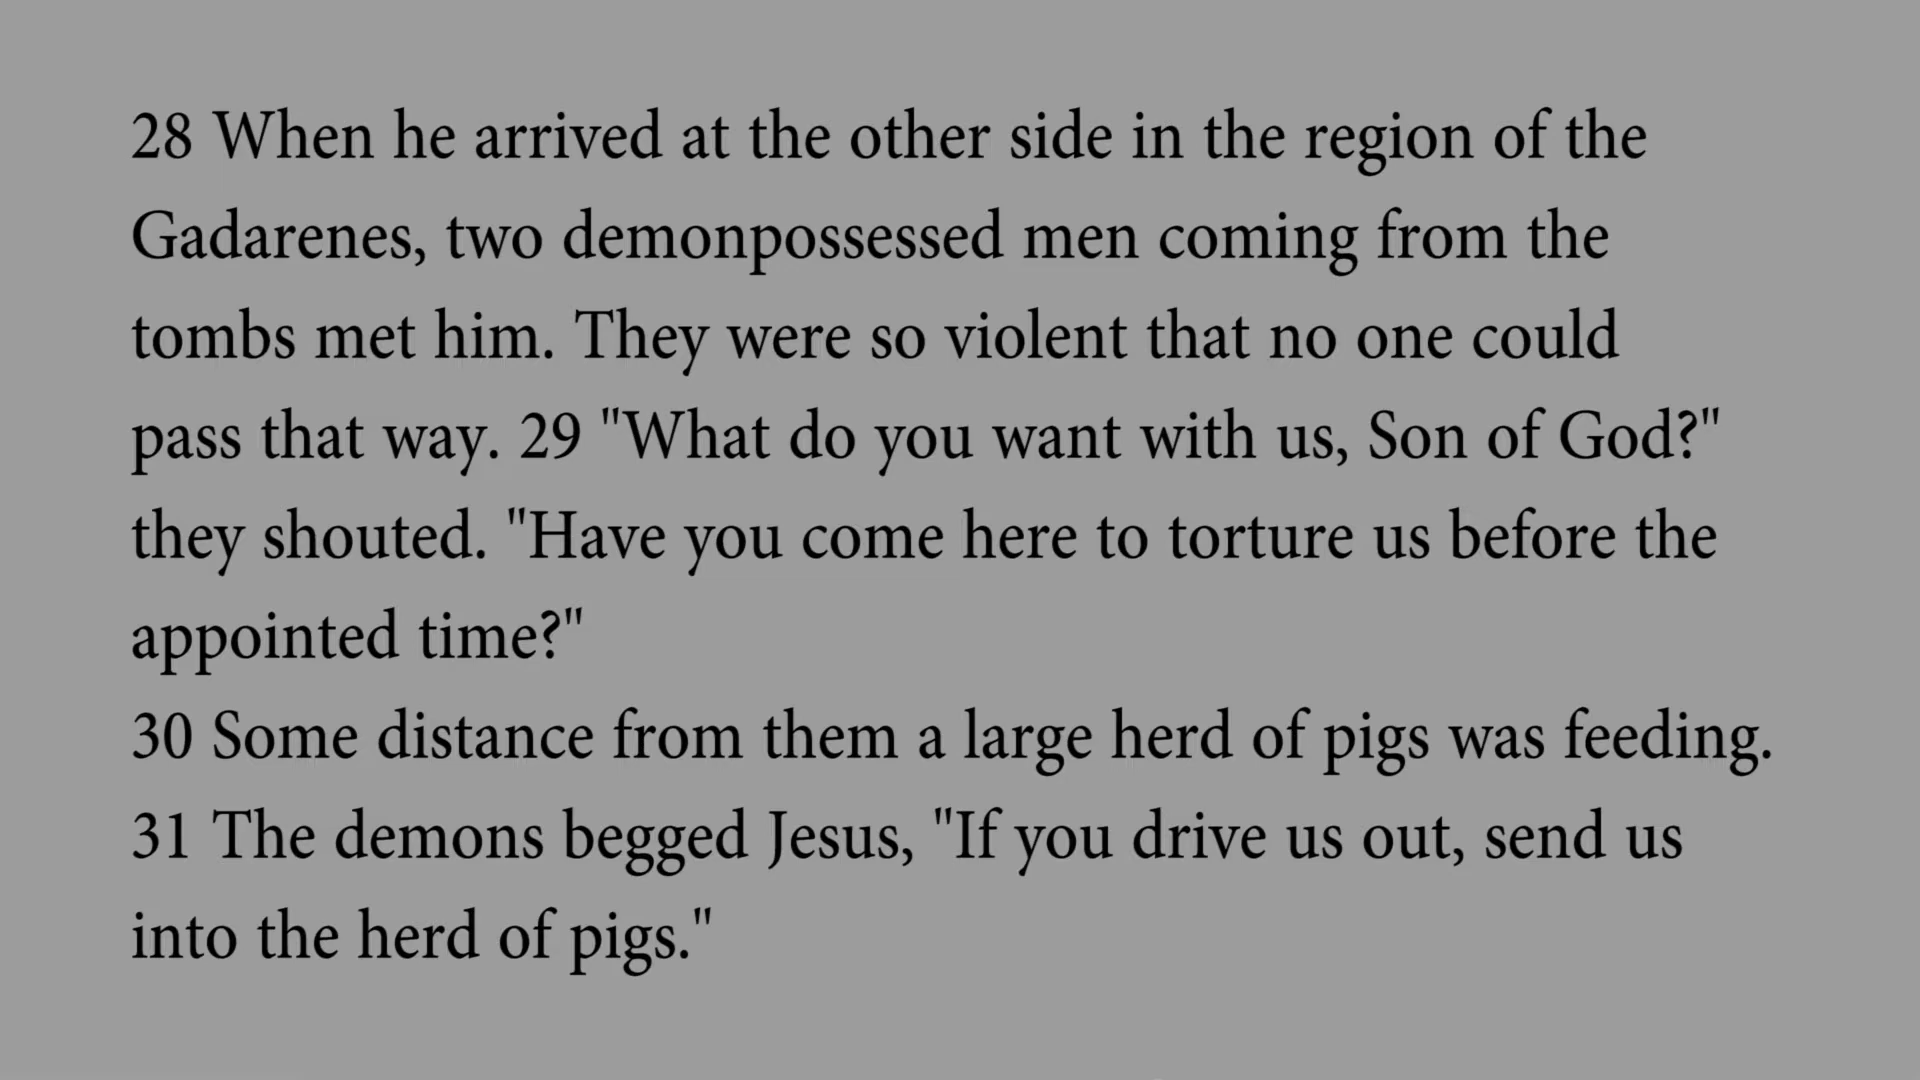 28 When he arrived at the other side in the region of the
Gadarenes, two demonpossessed men coming from the
tombs met him. They were so violent that no one could
pass that way. 29 "What do you want with us, Son of God?"
they shouted. "Have you come here to torture us before the
appointed time?"
30 Some distance from them a large herd of pigs was feeding.
31 The demons begged Jesus, "If you drive us out, send us
into the herd of pigs."